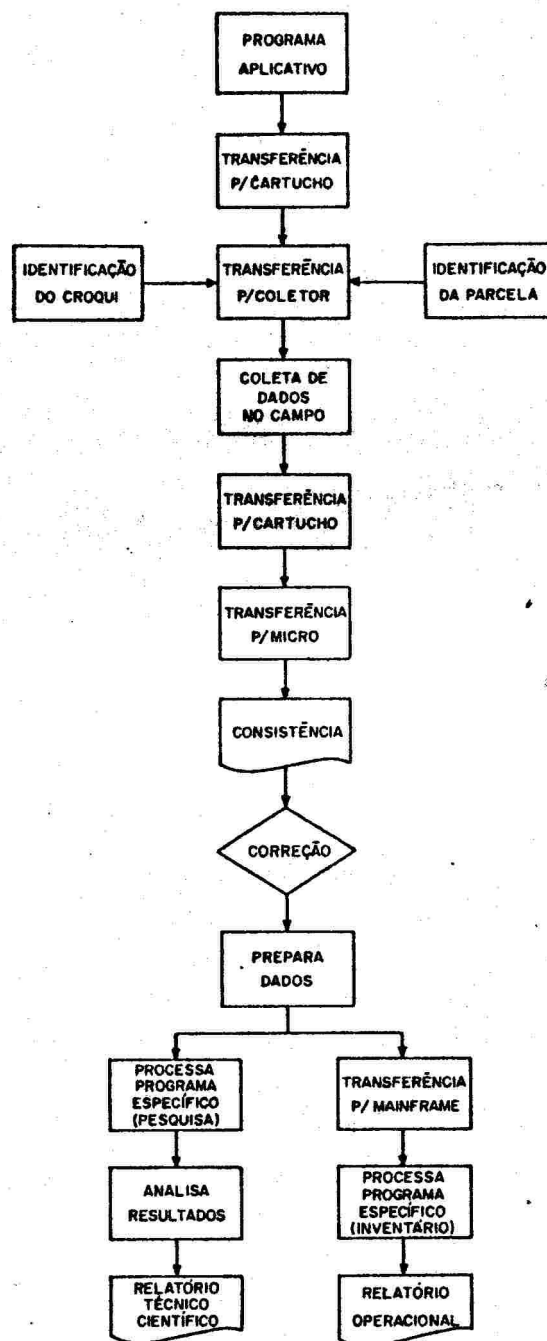 PROGRAMA
APLICATIVO
TRANSFERÊNCIA
P/CARTUCHO
IDENTIFICAÇÃO
DO CROQUI
TRANSFERÊNCIA
P/COLETOR
IDENTIFICAÇÃO
DA PARCELA
COLETA DE
DADOS
NO CAMPO
TRANSFERÊNCIA
P/CARTUCHO
TRANSFERÊNCIA
P/MICRO
CONSISTÊNCIA
CORREÇÃO
PREPARA
DADOS
PROCESSA
PROGRAMA
ESPECÍFICO
(PESQUISA)
TRANSFERÊNCIA
P/ MAINFRAME
ANALISA
RESULTADOS
PROCESSA
PROGRAMA
ESPECÍFICO
(INVENTÁRIO)
RELATÓRIO
TÉCNICO
CIENTÍFICO
RELATÓRIO
OPERACIONAL